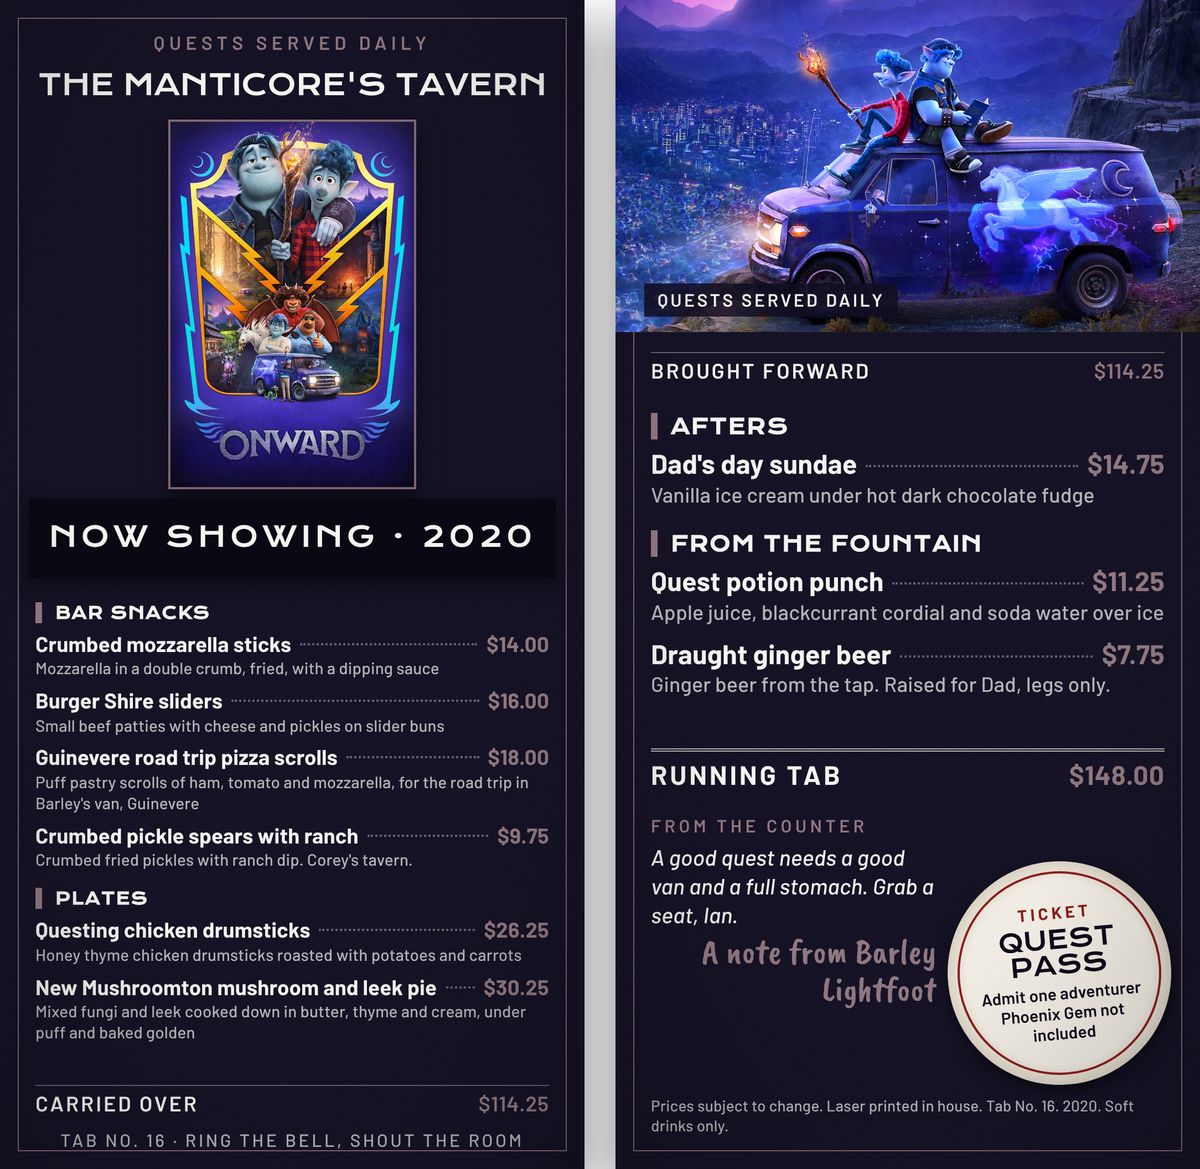 QUESTS SERVED DAILY
THE MANTICORE'S TAVERN
ONWARD
NOW SHOWING · 2020
BAR SNACKS
Crumbed mozzarella sticks $14.00
Mozzarella in a double crumb, fried, with a dipping sauce
Burger Shire sliders $16.00
Small beef patties with cheese and pickles on slider buns
Guinevere road trip pizza scrolls $18.00
Puff pastry scrolls of ham, tomato and mozzarella, for the road trip in
Barley's van, Guinevere
Crumbed pickle spears with ranch $9.75
Crumbed fried pickles with ranch dip. Corey's tavern.
PLATES
Questing chicken drumsticks $26.25
Honey thyme chicken drumsticks roasted with potatoes and carrots
New Mushroomton mushroom and leek pie $30.25
Mixed fungi and leek cooked down in butter, thyme and cream, under
puff and baked golden
CARRIED OVER $114.25
TAB NO. 16 · RING THE BELL, SHOUT THE ROOM
QUESTS SERVED DAILY
BROUGHT FORWARD $114.25
AFTERS
Dad's day sundae $14.75
Vanilla ice cream under hot dark chocolate fudge
FROM THE FOUNTAIN
Quest potion punch $11.25
Apple juice, blackcurrant cordial and soda water over ice
Draught ginger beer $7.75
Ginger beer from the tap. Raised for Dad, legs only.
RUNNING TAB $148.00
FROM THE COUNTER
A good quest needs a good
van and a full stomach. Grab a
seat, Ian.
A note from Barley
Lightfoot
TICKET
QUEST
PASS
Admit one adventurer
Phoenix Gem not
included
Prices subject to change. Laser printed in house. Tab No. 16. 2020. Soft
drinks only.